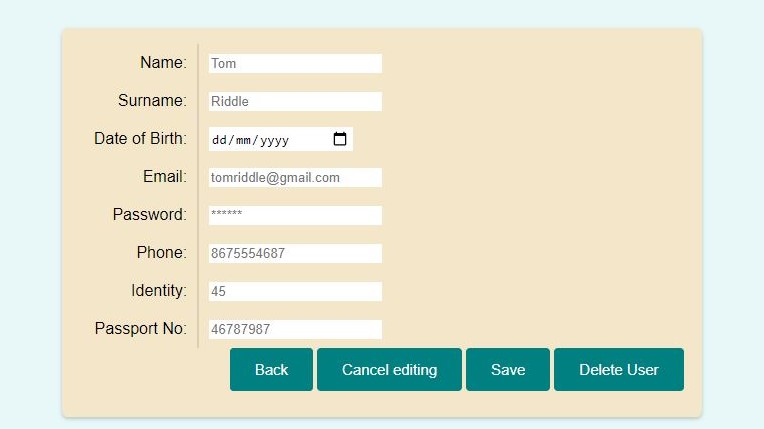 Name: Tom
Surname: Riddle
Date of Birth: dd/mm/yyyy
Email: tomriddle@gmail.com
Password: ******
Phone: 8675554687
Identity: 45
Passport No: 46787987
Back Cancel editing Save Delete User